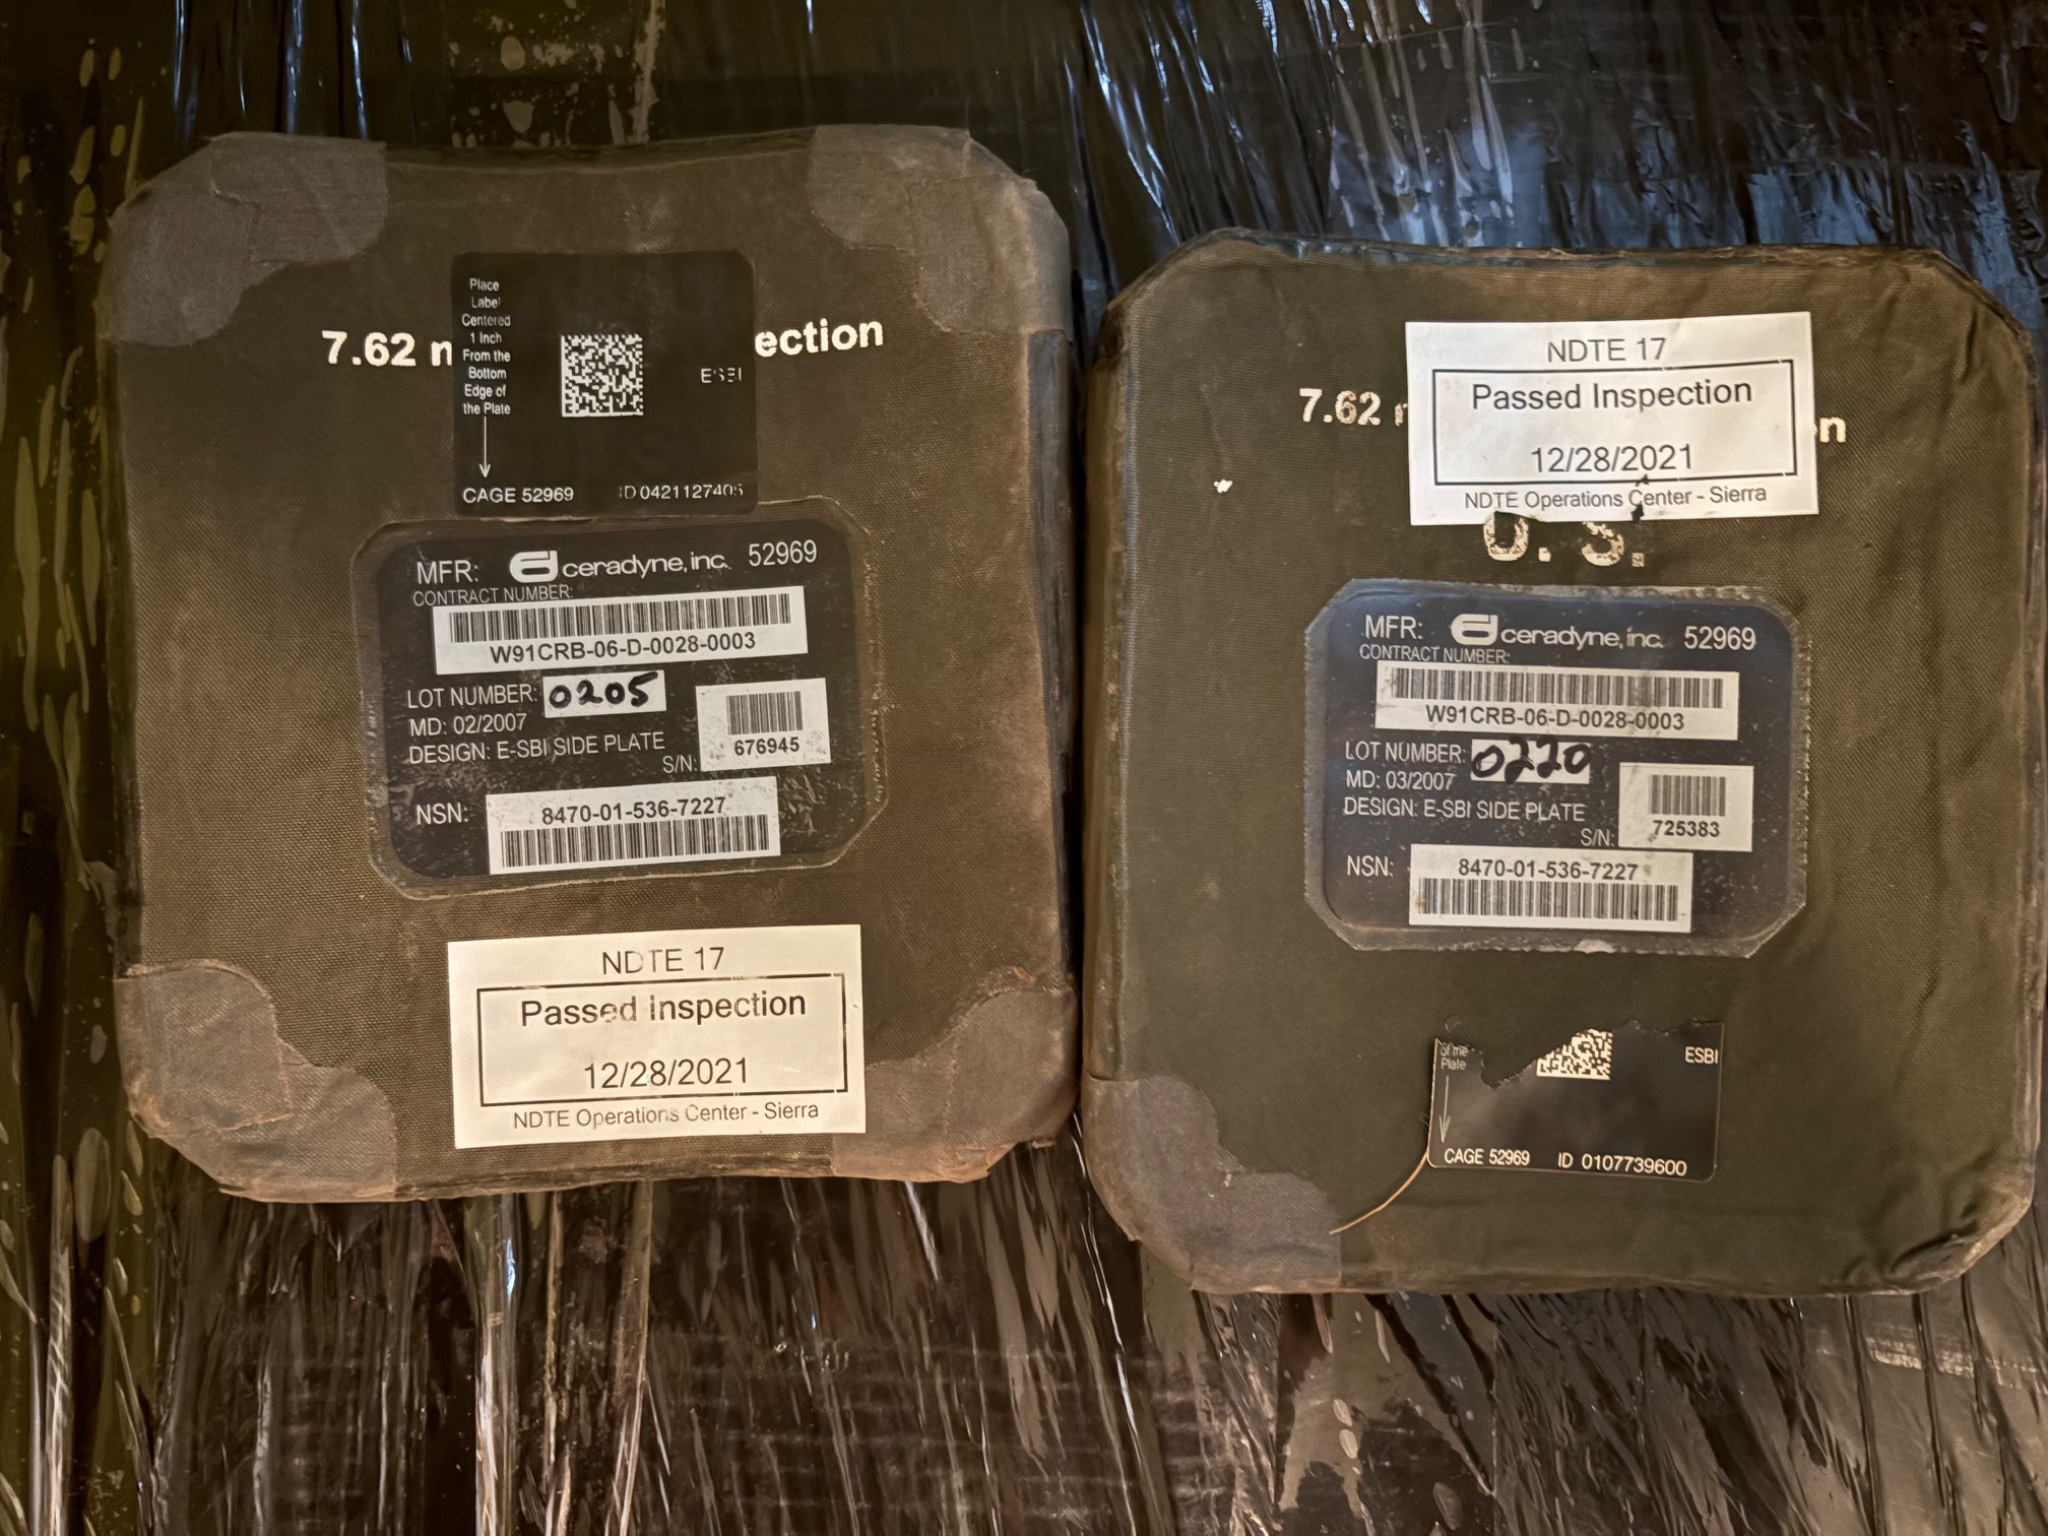 7.62 ection
Place
Label
Centered
1 Inch
From the
Bottom
Edge of
the Plate
CAGE 52969
MFR: ceradyne, inc. 52969
CONTRACT NUMBER:
W91CRB-06-D-0028-0003
LOT NUMBER: 0205
MD: 02/2007
DESIGN: E-SBI SIDE PLATE
S/N: 676945
NSN: 8470-01-536-7227
NDTE 17
Passed Inspection
12/28/2021
NDTE Operations Center - Sierra
7.62
NDTE 17
Passed Inspection
12/28/2021
NDTE Operations Center - Sierra
U. S.
MFR: ceradyne, inc. 52969
CONTRACT NUMBER:
W91CRB-06-D-0028-0003
LOT NUMBER: 0220
MD: 03/2007
DESIGN: E-SBI SIDE PLATE
S/N: 725383
NSN: 8470-01-536-7227
of the
Plate
ESBI
CAGE 52969 ID 0107739600